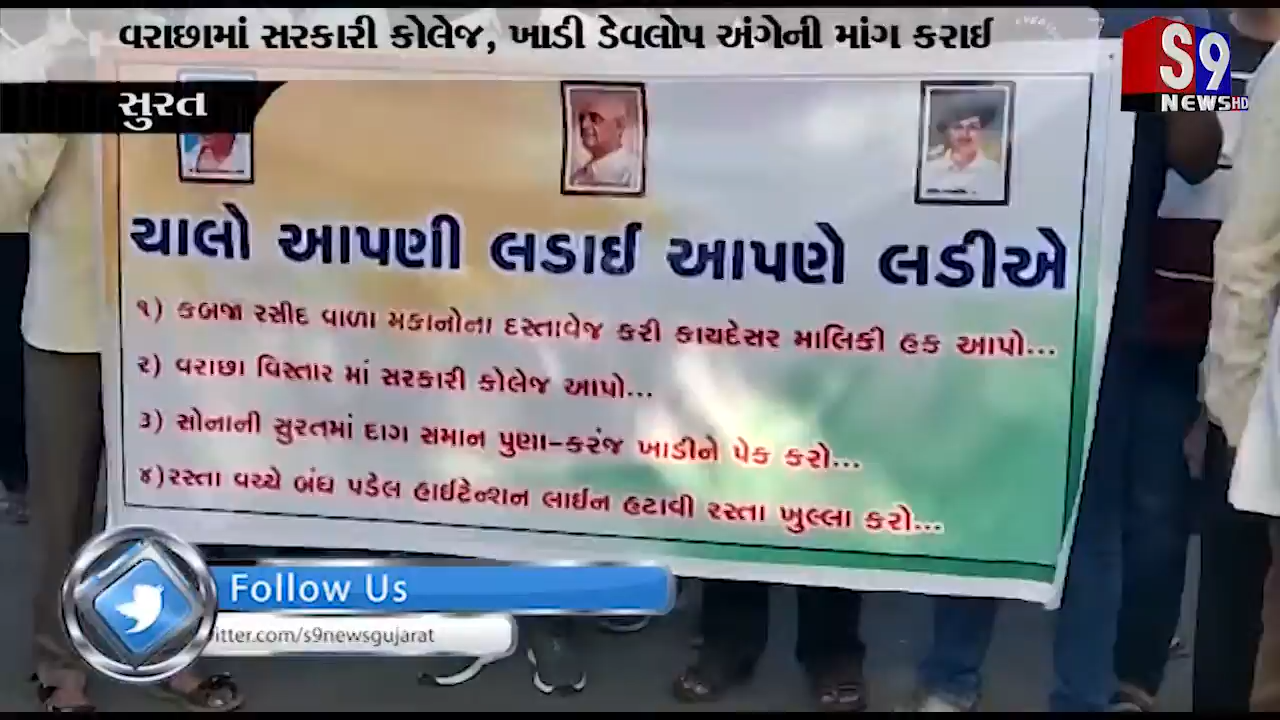 વરાછામાં સરકારી કોલેજ, ખાડી ડેવલોપ અંગેની માંગ કરાઈ
S9
NEWSHD
સુરત
ચાલો આપણી લડાઈ આપણે લડીએ
૧) કબજા રસીદ વાળા મકાનોના દસ્તાવેજ કરી કાયદેસર માલિકી હક આપો...
૨) વરાછા વિસ્તાર માં સરકારી કોલેજ આપો...
૩) સોનાની સુરતમાં દાગ સમાન પુણા-કરંજ ખાડીને પેક કરો...
૪)રસ્તા વચ્ચે બંધ પડેલ હાઈટેન્શન લાઈન હટાવી રસ્તા ખુલ્લા કરો...
Follow Us
itter.com/s9newsgujarat